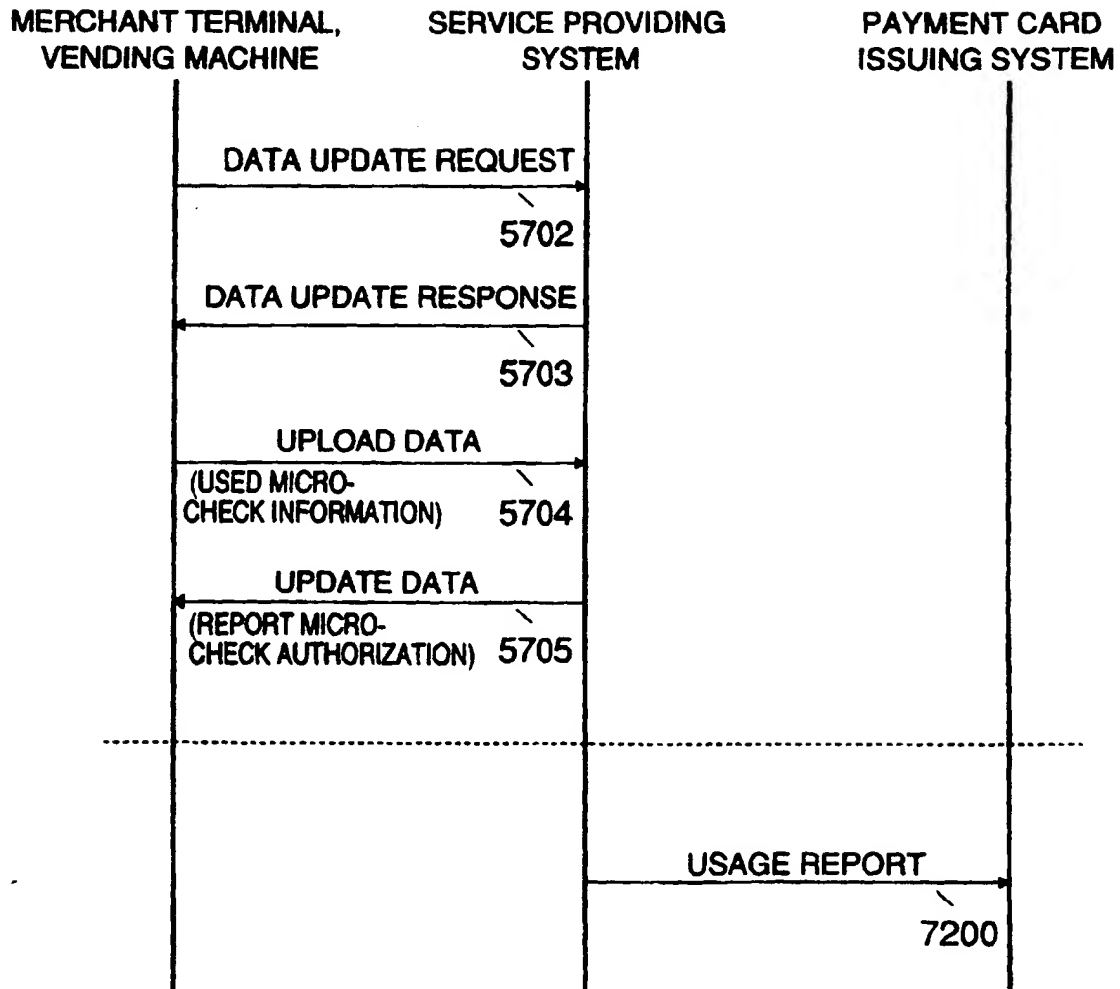 MERCHANT TERMINAL,
VENDING MACHINE
SERVICE PROVIDING
SYSTEM
PAYMENT CARD
ISSUING SYSTEM
DATA UPDATE REQUEST
5702
DATA UPDATE RESPONSE
5703
UPLOAD DATA
(USED MICRO-
CHECK INFORMATION)
5704
UPDATE DATA
(REPORT MICRO-
CHECK AUTHORIZATION)
5705
USAGE REPORT
7200